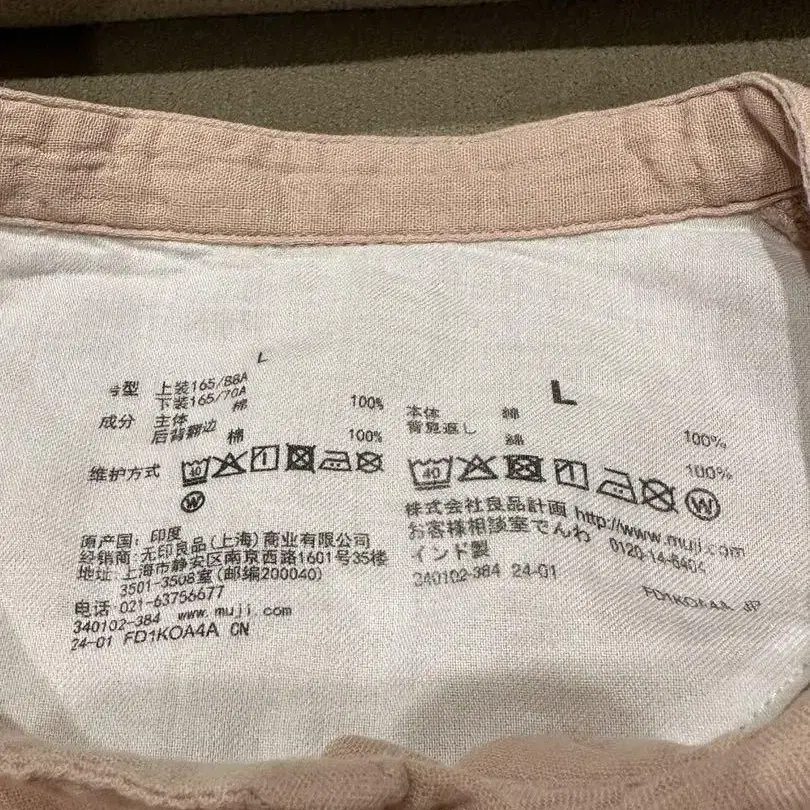 L
号型 上装165/88A
下装165/70A
成分 主体 棉 100%
后背翻边 棉 100%
维护方式 40
W
原产国: 印度
经销商: 无印良品(上海)商业有限公司
地址: 上海市静安区南京西路1601号35楼
3501-3508室(邮编200040)
电话 021-63756677
340102-384 www.muji.com
24-01 FD1KOA4A CN
L
本体 綿 100%
背見返し 綿 100%
40 W
株式会社良品計画 http://www.muji.com
お客様相談室でんわ 0120-14-6404
インド製
340102-384 24-01
FD1KOA4A JP